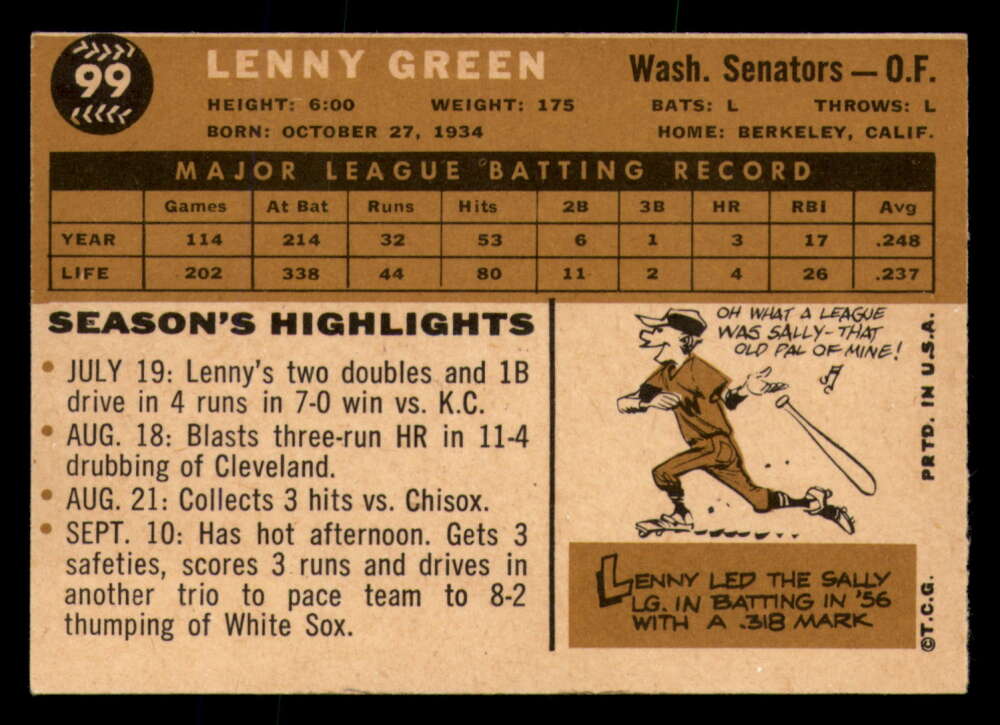 99
LENNY GREEN
Wash. Senators — O.F.
HEIGHT: 6:00 WEIGHT: 175 BATS: L THROWS: L
BORN: OCTOBER 27, 1934 HOME: BERKELEY, CALIF.
MAJOR LEAGUE BATTING RECORD
Games At Bat Runs Hits 2B 3B HR RBI Avg
YEAR 114 214 32 53 6 1 3 17 .248
LIFE 202 338 44 80 11 2 4 26 .237
SEASON'S HIGHLIGHTS
• JULY 19: Lenny's two doubles and 1B
drive in 4 runs in 7-0 win vs. K.C.
• AUG. 18: Blasts three-run HR in 11-4
drubbing of Cleveland.
• AUG. 21: Collects 3 hits vs. Chisox.
• SEPT. 10: Has hot afternoon. Gets 3
safeties, scores 3 runs and drives in
another trio to pace team to 8-2
thumping of White Sox.
OH WHAT A LEAGUE
WAS SALLY-THAT
OLD PAL OF MINE!
W
LENNY LED THE SALLY
LG. IN BATTING IN '56
WITH A .318 MARK
©T.C.G. PRTD. IN U.S.A.